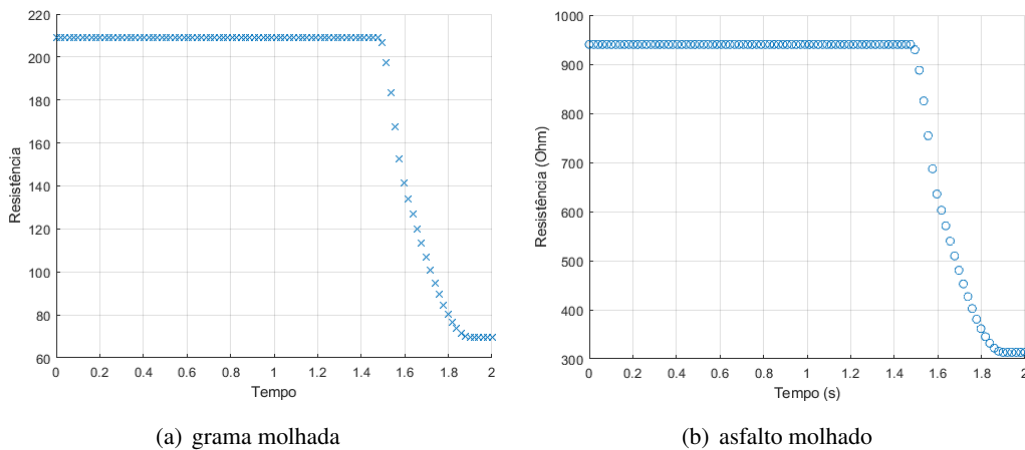 220
200
180
160
140
120
100
80
60
Resistência
0 0.2 0.4 0.6 0.8 1 1.2 1.4 1.6 1.8 2
Tempo
(a) grama molhada
1000
900
800
700
600
500
400
300
Resistência (Ohm)
0 0.2 0.4 0.6 0.8 1 1.2 1.4 1.6 1.8 2
Tempo (s)
(b) asfalto molhado